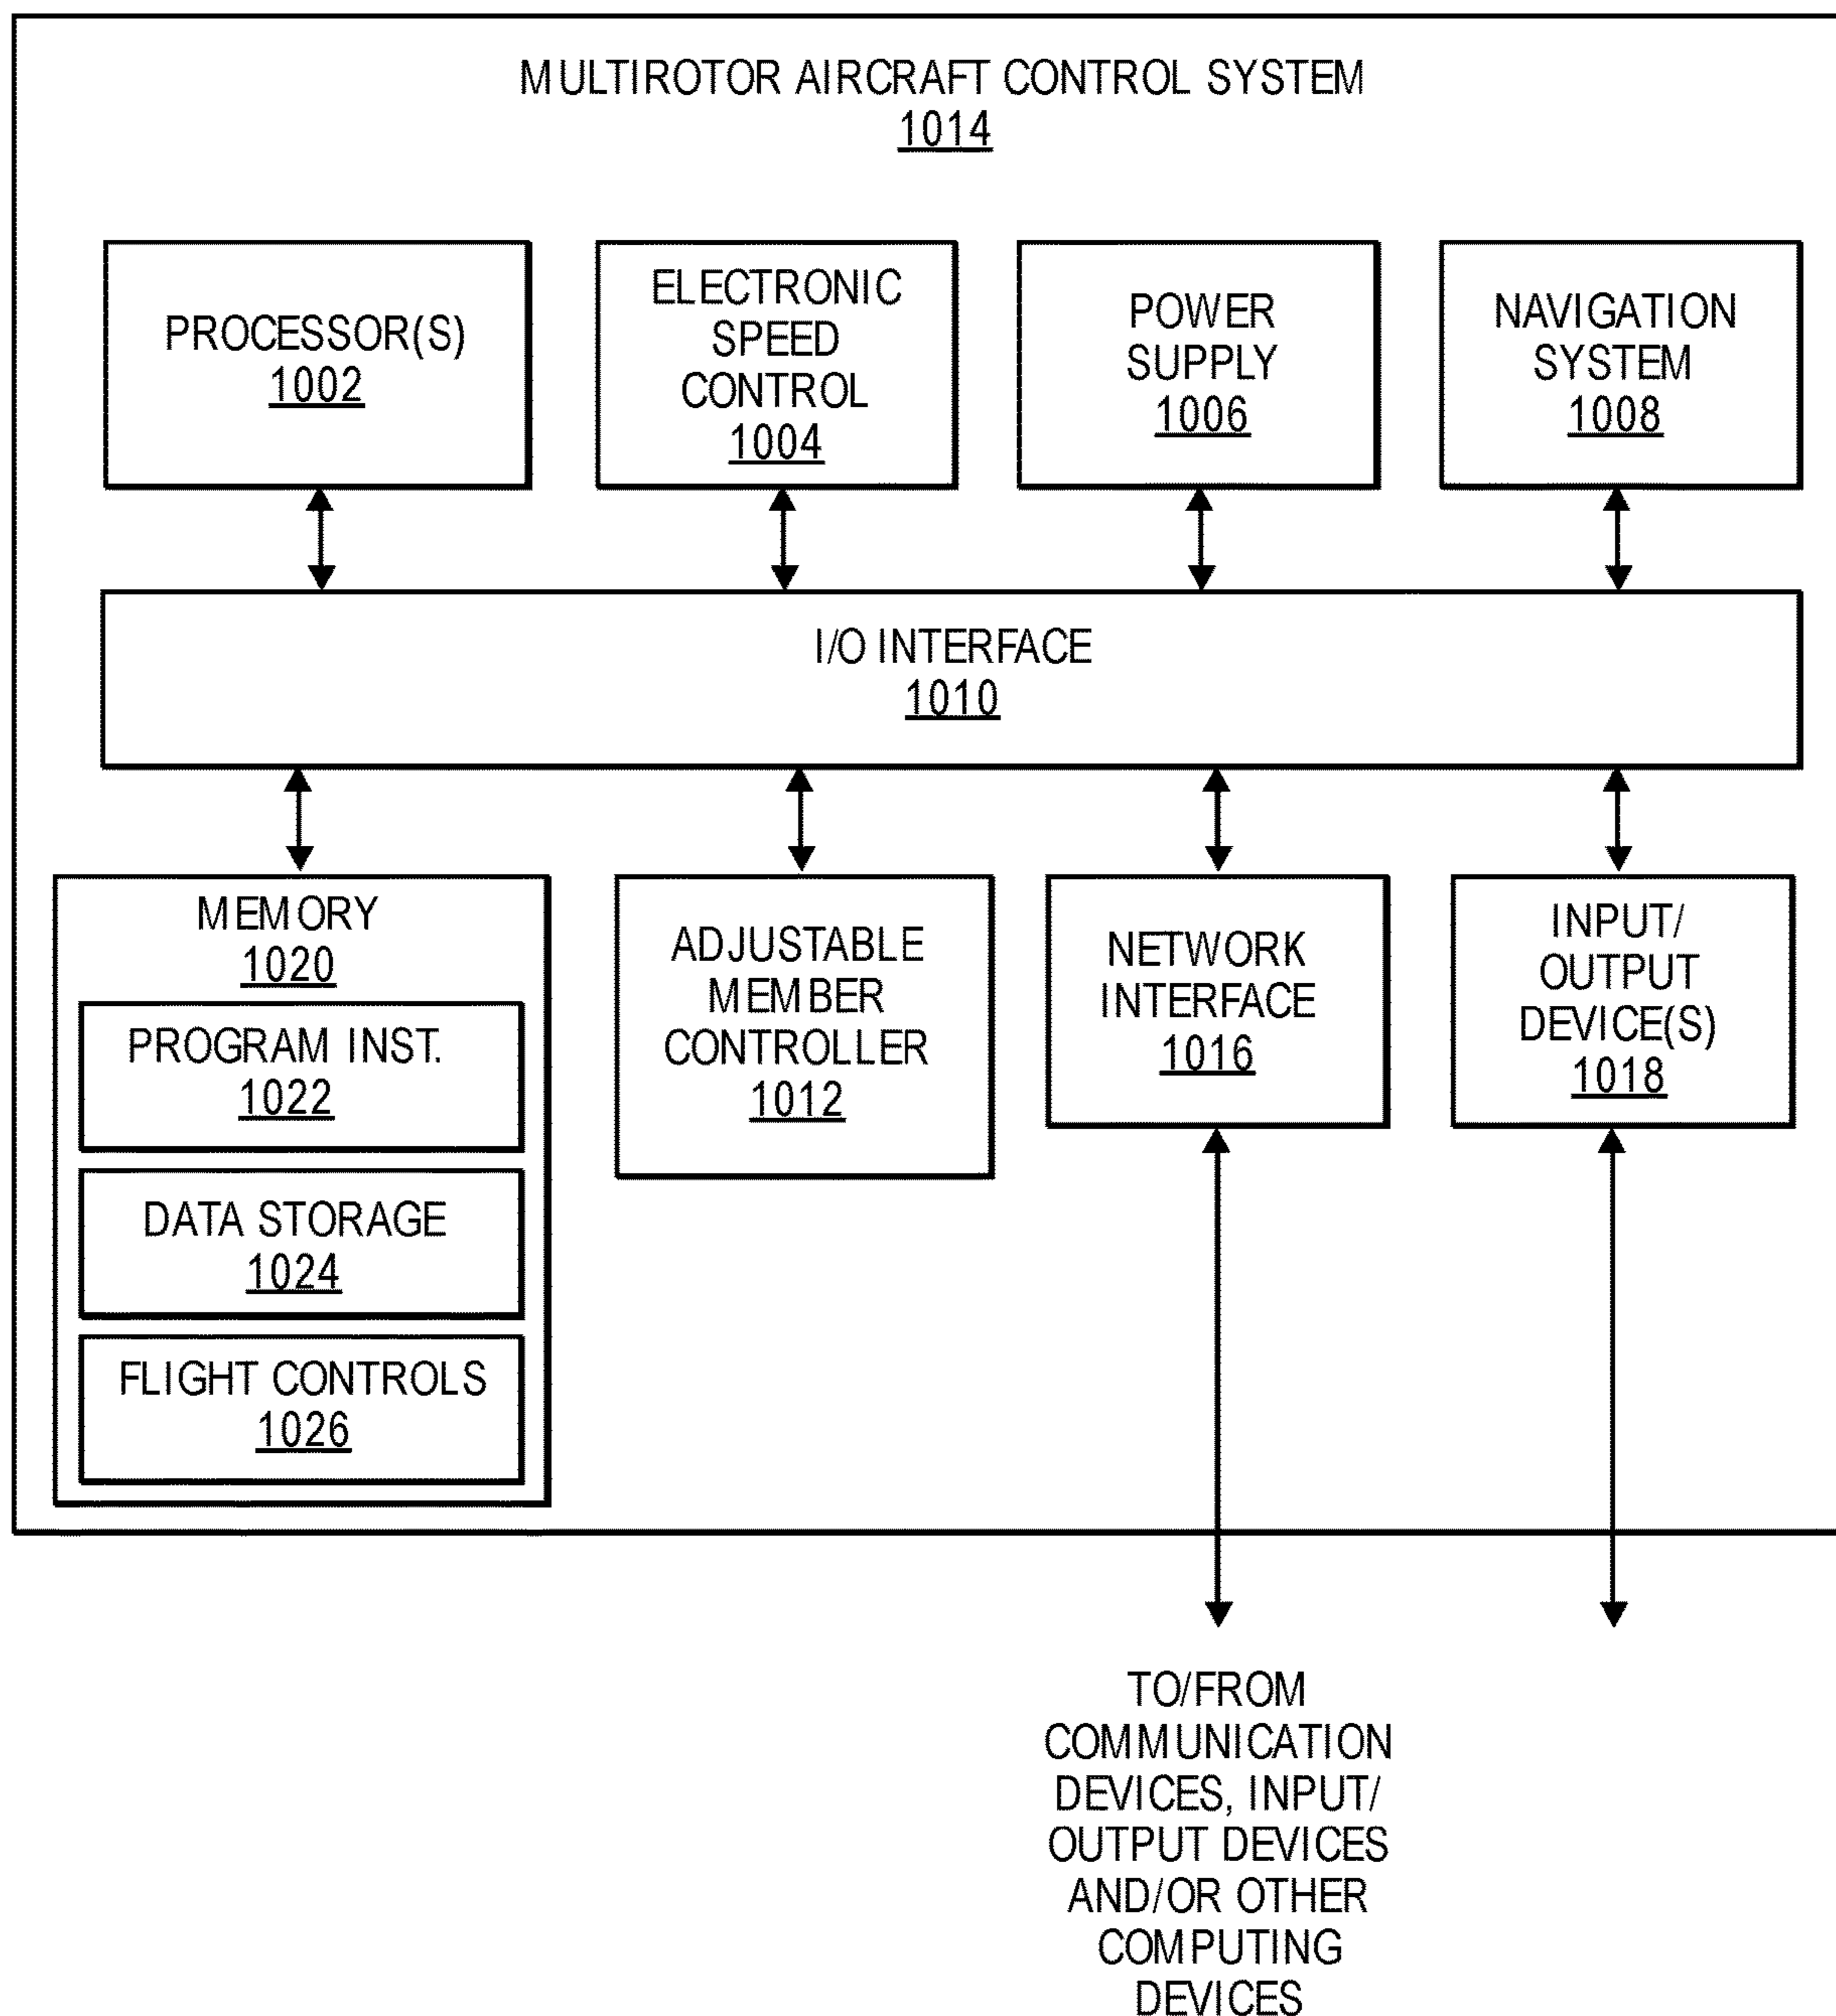 MULTIROTOR AIRCRAFT CONTROL SYSTEM
1014
PROCESSOR(S)
1002
ELECTRONIC
SPEED
CONTROL
1004
POWER
SUPPLY
1006
NAVIGATION
SYSTEM
1008
I/O INTERFACE
1010
MEMORY
1020
PROGRAM INST.
1022
DATA STORAGE
1024
FLIGHT CONTROLS
1026
ADJUSTABLE
MEMBER
CONTROLLER
1012
NETWORK
INTERFACE
1016
INPUT/
OUTPUT
DEVICE(S)
1018
TO/FROM
COMMUNICATION
DEVICES, INPUT/
OUTPUT DEVICES
AND/OR OTHER
COMPUTING
DEVICES